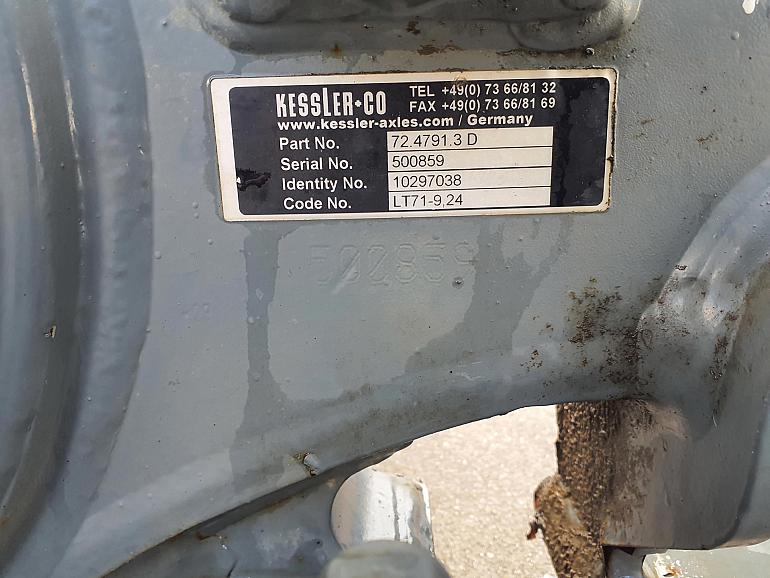 KESSLER+CO
TEL +49(0) 73 66/81 32
FAX +49(0) 73 66/81 69
www.kessler-axles.com / Germany
Part No. 72.4791.3 D
Serial No. 500859
Identity No. 10297038
Code No. LT71-9,24
500859